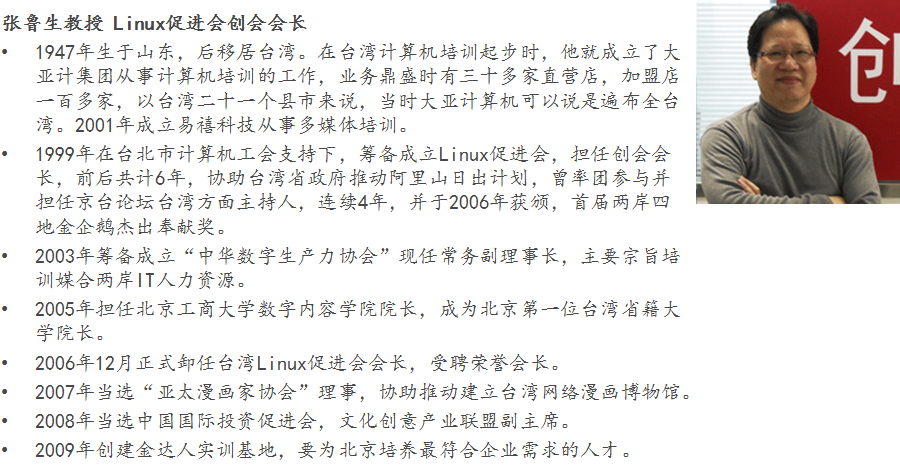 张鲁生教授 Linux促进会创会会长
• 1947年生于山东，后移居台湾。在台湾计算机培训起步时，他就成立了大
亚计集团从事计算机培训的工作，业务鼎盛时有三十多家直营店，加盟店
一百多家，以台湾二十一个县市来说，当时大亚计算机可以说是遍布全台
湾。2001年成立易禧科技从事多媒体培训。
• 1999年在台北市计算机工会支持下，筹备成立Linux促进会，担任创会会
长，前后共计6年，协助台湾省政府推动阿里山日出计划，曾率团参与并
担任京台论坛台湾方面主持人，连续4年，并于2006年获颁，首届两岸四
地金企鹅杰出奉献奖。
• 2003年筹备成立“中华数字生产力协会”现任常务副理事长，主要宗旨培
训媒合两岸IT人力资源。
• 2005年担任北京工商大学数字内容学院院长，成为北京第一位台湾省籍大
学院长。
• 2006年12月正式卸任台湾Linux促进会会长，受聘荣誉会长。
• 2007年当选“亚太漫画家协会”理事，协助推动建立台湾网络漫画博物馆。
• 2008年当选中国国际投资促进会，文化创意产业联盟副主席。
• 2009年创建金达人实训基地，要为北京培养最符合企业需求的人才。
创